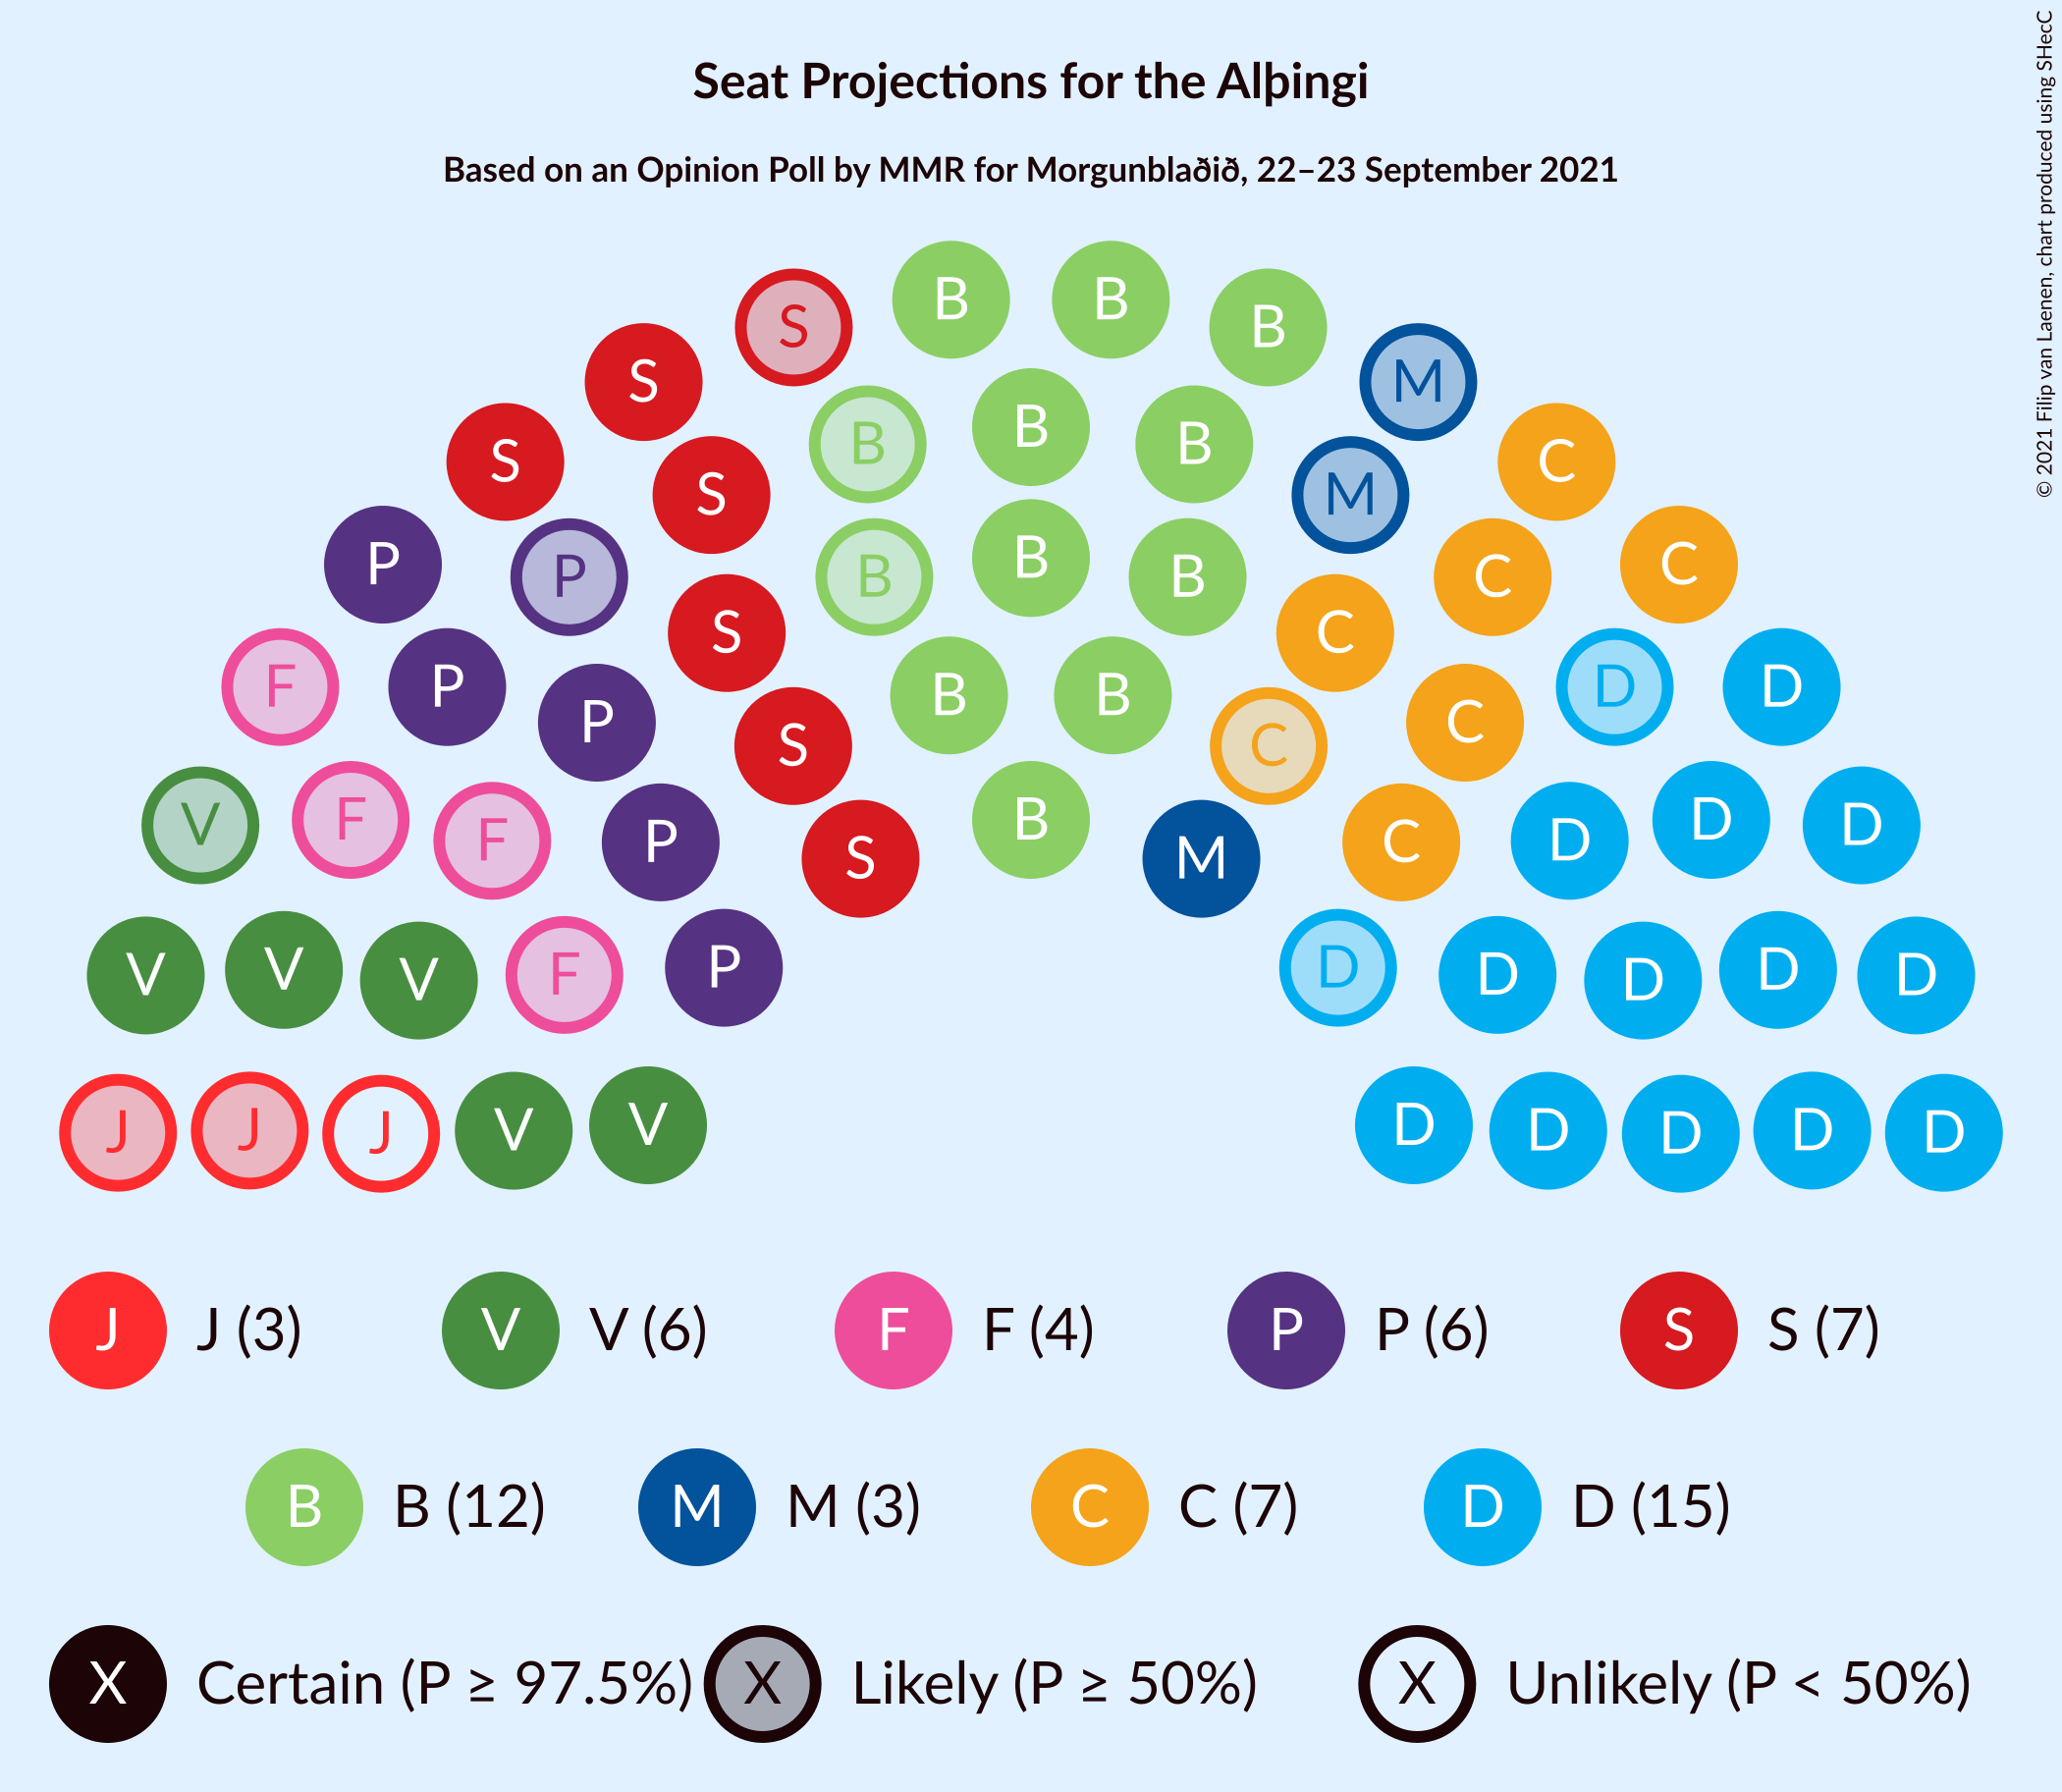 Seat Projections for the Alþingi
Based on an Opinion Poll by MMR for Morgunblaðið, 22–23 September 2021
© 2021 Filip van Laenen, chart produced using SHecC
B B
S B
S M
B
S B B C
S M
P B C
P B B C
S C
F P D D
P B B C
S C
V F D D
F P B C D
S M
P D
V V V F D D D D
J J J V V D D D D D
J J (3) V V (6) F F (4) P P (6) S S (7)
B B (12) M M (3) C C (7) D D (15)
X Certain (P ≥ 97.5%) X Likely (P ≥ 50%) X Unlikely (P < 50%)